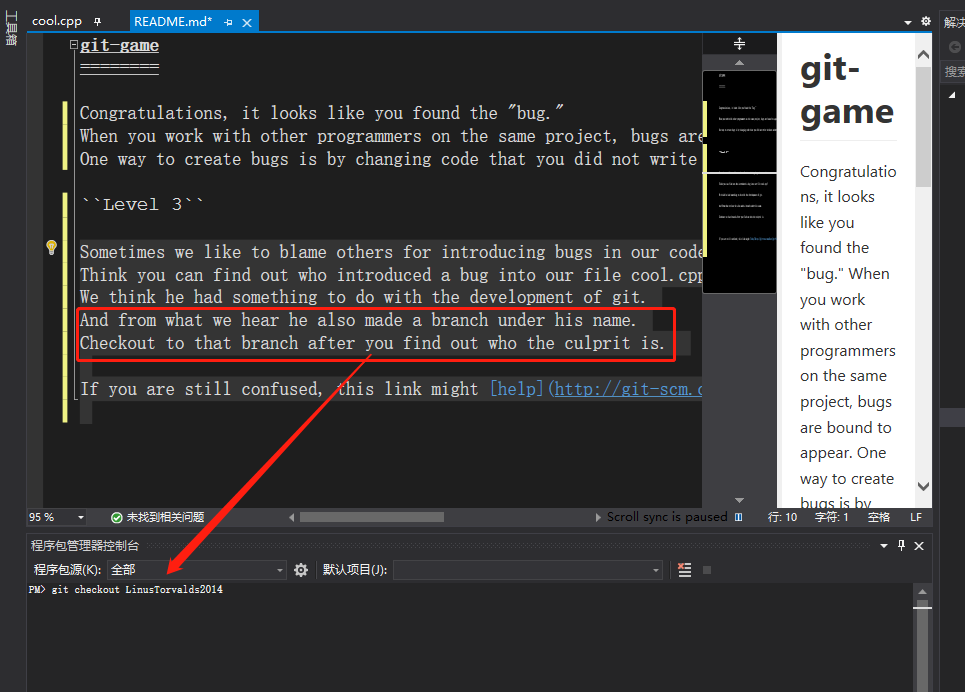 工具箱
cool.cpp
README.md*
解决
git-game
========
Congratulations, it looks like you found the "bug."
When you work with other programmers on the same project, bugs are
One way to create bugs is by changing code that you did not write
``Level 3``
Sometimes we like to blame others for introducing bugs in our code
Think you can find out who introduced a bug into our file cool.cpp
We think he had something to do with the development of git.
And from what we hear he also made a branch under his name.
Checkout to that branch after you find out who the culprit is.
If you are still confused, this link might [help](http://git-scm.c
git-
game
Congratulatio
ns, it looks
like you
found the
"bug." When
you work
with other
programmers
on the same
project, bugs
are bound to
appear. One
way to create
bugs is by
搜索
95 %
未找到相关问题
Scroll sync is paused
行: 10
字符: 1
空格
LF
程序包管理器控制台
程序包源(K): 全部
默认项目(J):
PM> git checkout LinusTorvalds2014